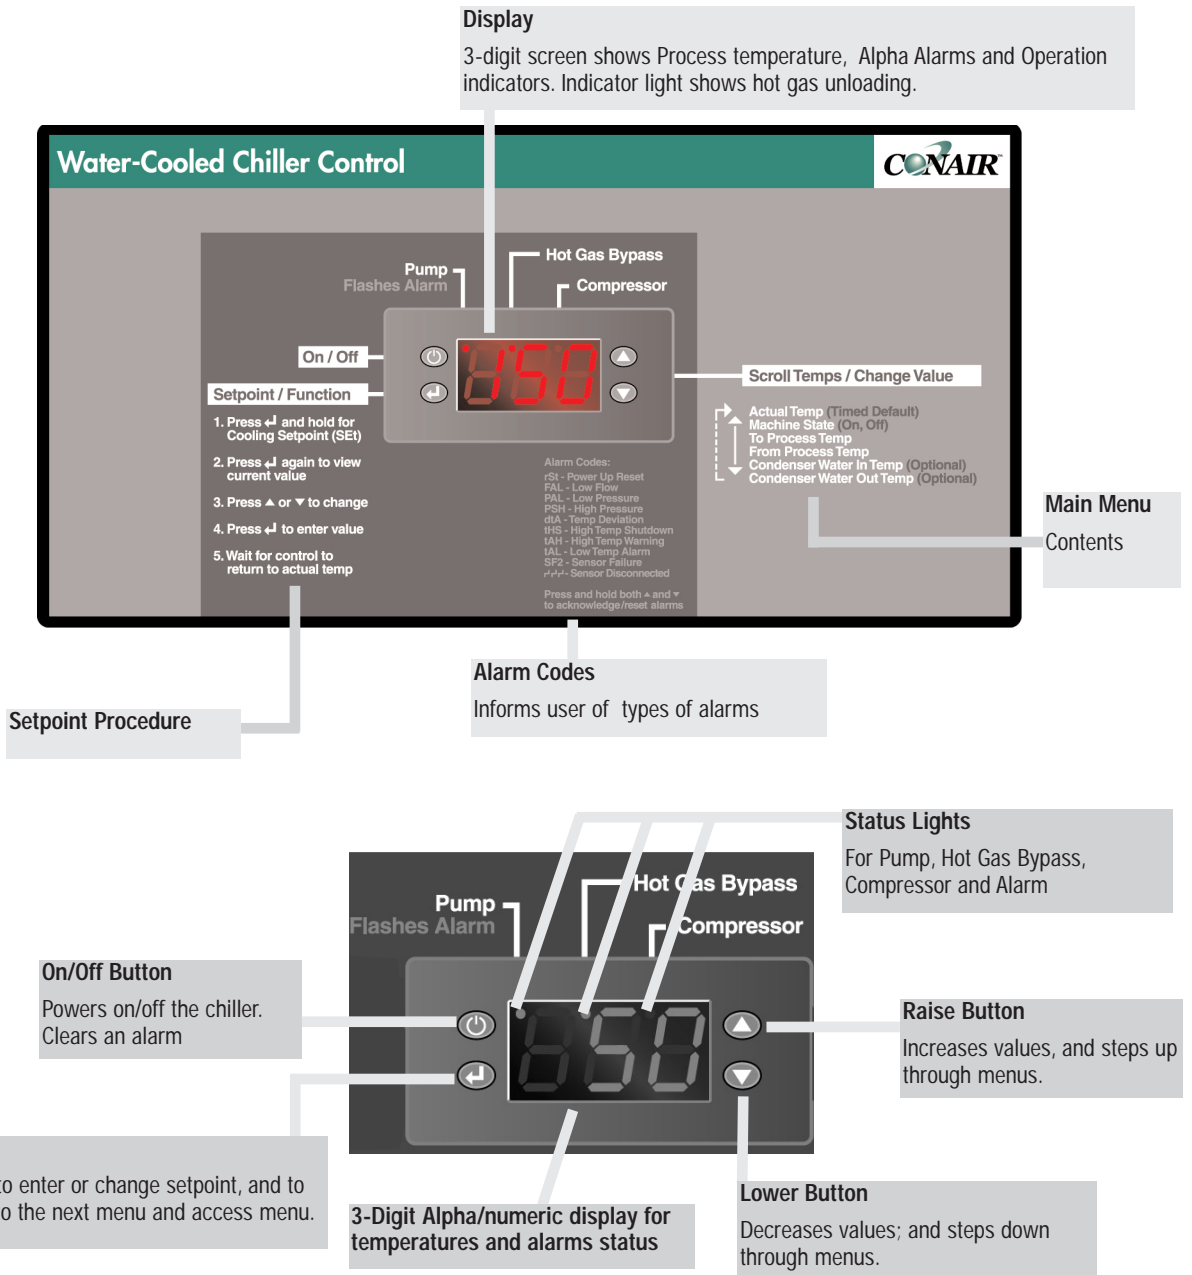 Display
3-digit screen shows Process temperature, Alpha Alarms and Operation
indicators. Indicator light shows hot gas unloading.
Water-Cooled Chiller Control
CONAIR
Pump
Flashes Alarm
Hot Gas Bypass
Compressor
On / Off
150
Setpoint / Function
1. Press ↵ and hold for
Cooling Setpoint (SEt)
2. Press ↵ again to view
current value
3. Press ▲ or ▼ to change
4. Press ↵ to enter value
5. Wait for control to
return to actual temp
Alarm Codes:
rSt - Power Up Reset
FAL - Low Flow
PAL - Low Pressure
PSH - High Pressure
dtA - Temp Deviation
tHS - High Temp Shutdown
tAH - High Temp Warning
tAL - Low Temp Alarm
SF2 - Sensor Failure
- Sensor Disconnected
Press and hold both ▲ and ▼
to acknowledge/reset alarms
Scroll Temps / Change Value
Actual Temp (Timed Default)
Machine State (On, Off)
To Process Temp
From Process Temp
Condenser Water In Temp (Optional)
Condenser Water Out Temp (Optional)
Main Menu
Contents
Alarm Codes
Informs user of types of alarms
Setpoint Procedure
Status Lights
For Pump, Hot Gas Bypass,
Compressor and Alarm
Pump
Flashes Alarm
Hot Gas Bypass
Compressor
50
On/Off Button
Powers on/off the chiller.
Clears an alarm
Raise Button
Increases values, and steps up
through menus.
to enter or change setpoint, and to
o the next menu and access menu.
3-Digit Alpha/numeric display for
temperatures and alarms status
Lower Button
Decreases values; and steps down
through menus.